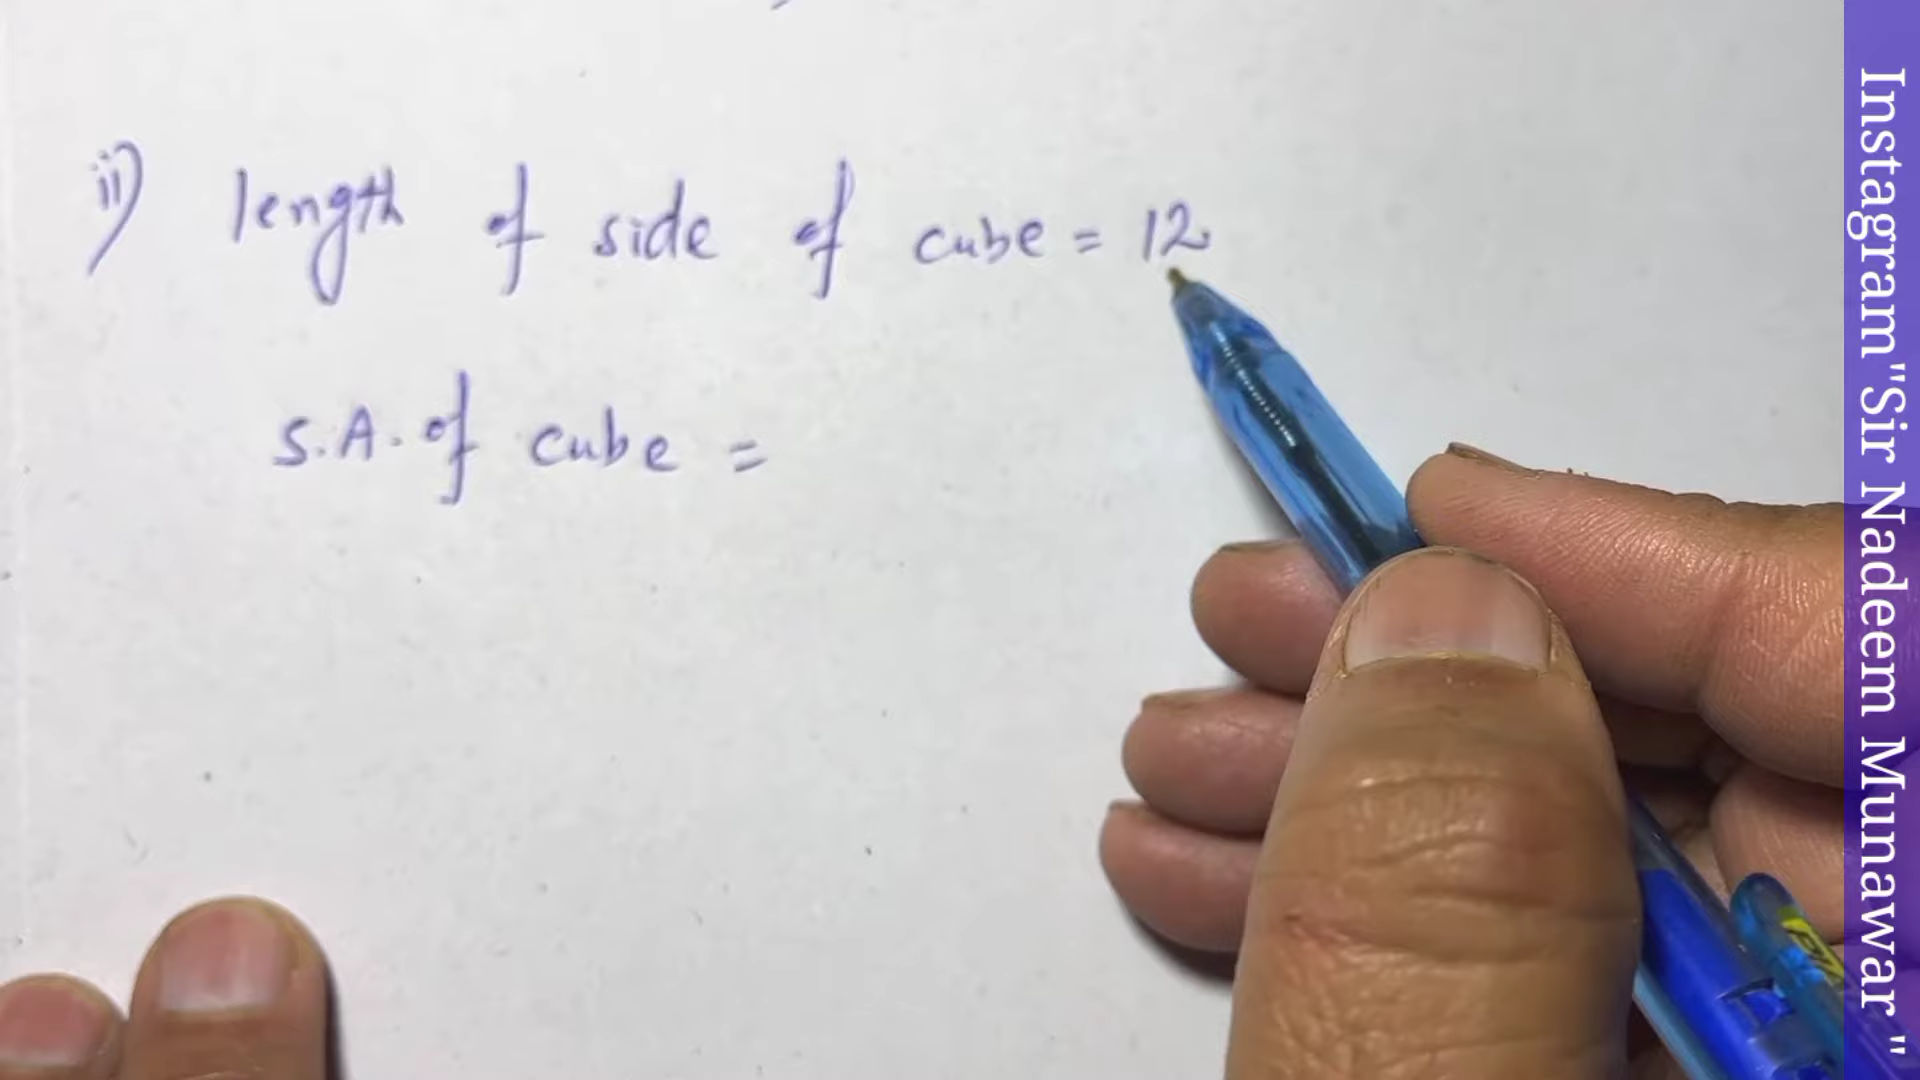 ii) length of side of cube = 12
S.A. of cube =
Instagram"Sir Nadeem Munawar"